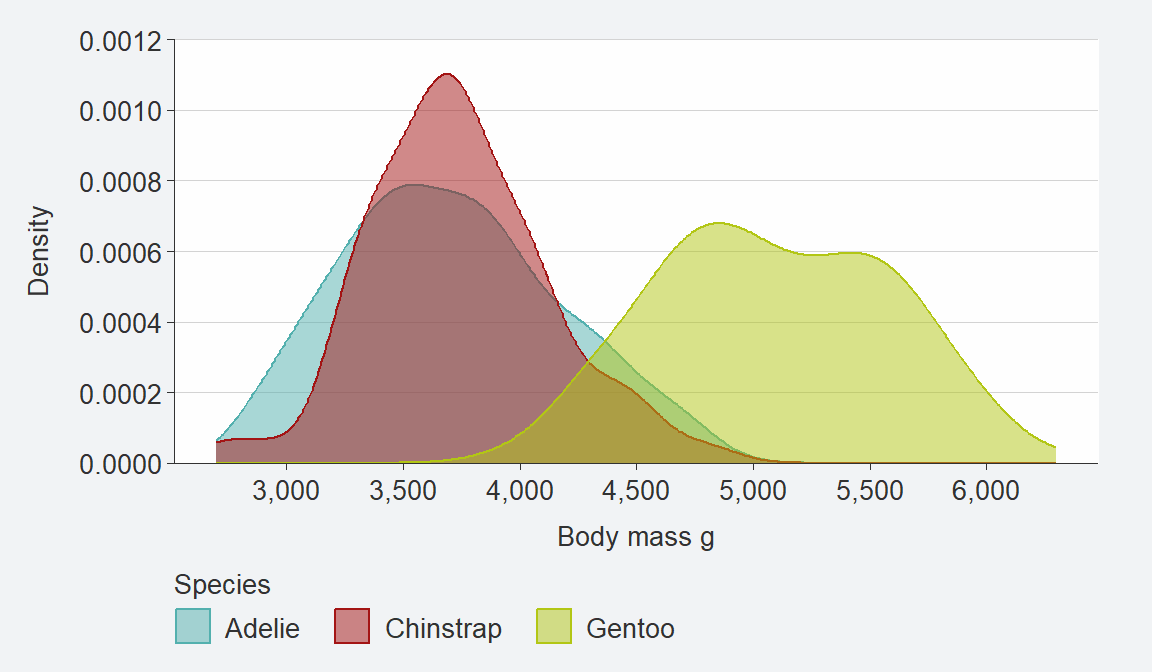 0.0012
0.0010
0.0008
0.0006
0.0004
0.0002
0.0000
Density
3,000 3,500 4,000 4,500 5,000 5,500 6,000
Body mass g
Species
Adelie Chinstrap Gentoo